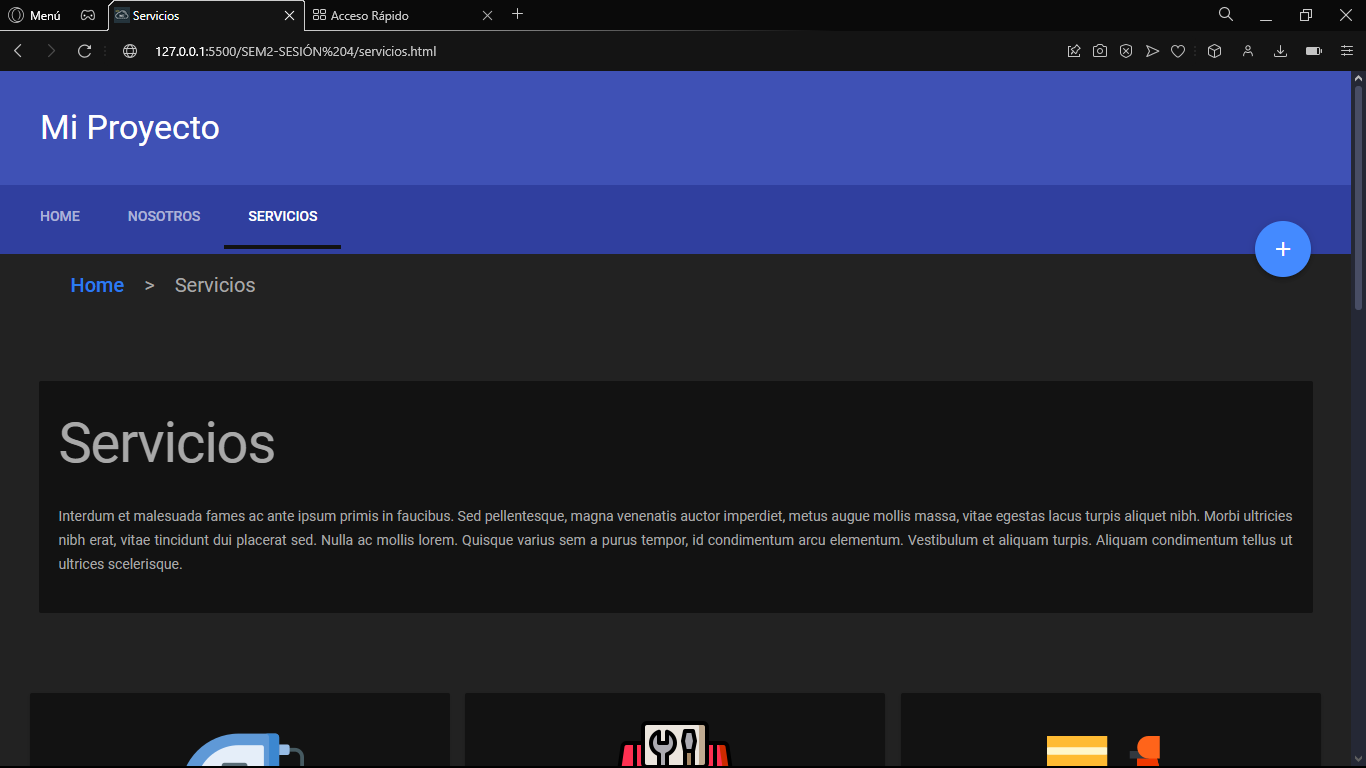 Menú
Servicios
Acceso Rápido
127.0.0.1:5500/SEM2-SESIÓN%204/servicios.html
Mi Proyecto
HOME
NOSOTROS
SERVICIOS
+
Home > Servicios
Servicios
Interdum et malesuada fames ac ante ipsum primis in faucibus. Sed pellentesque, magna venenatis auctor imperdiet, metus augue mollis massa, vitae egestas lacus turpis aliquet nibh. Morbi ultricies
nibh erat, vitae tincidunt dui placerat sed. Nulla ac mollis lorem. Quisque varius sem a purus tempor, id condimentum arcu elementum. Vestibulum et aliquam turpis. Aliquam condimentum tellus ut
ultrices scelerisque.